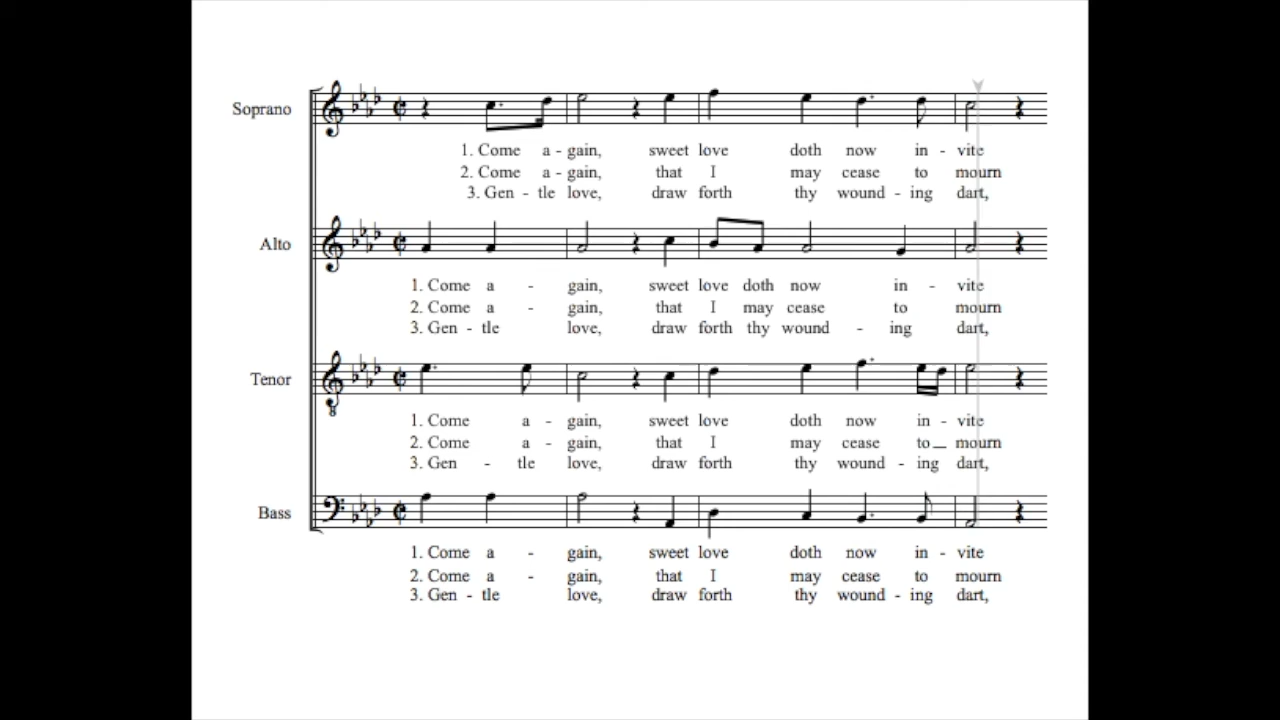 Soprano
1. Come a - gain, sweet love doth now in - vite
2. Come a - gain, that I may cease to mourn
3. Gen - tle love, draw forth thy wound - ing dart,
Alto
1. Come a - gain, sweet love doth now in - vite
2. Come a - gain, that I may cease to mourn
3. Gen - tle love, draw forth thy wound - ing dart,
Tenor
8
1. Come a - gain, sweet love doth now in - vite
2. Come a - gain, that I may cease to_ mourn
3. Gen - tle love, draw forth thy wound - ing dart,
Bass
1. Come a - gain, sweet love doth now in - vite
2. Come a - gain, that I may cease to mourn
3. Gen - tle love, draw forth thy wound - ing dart,